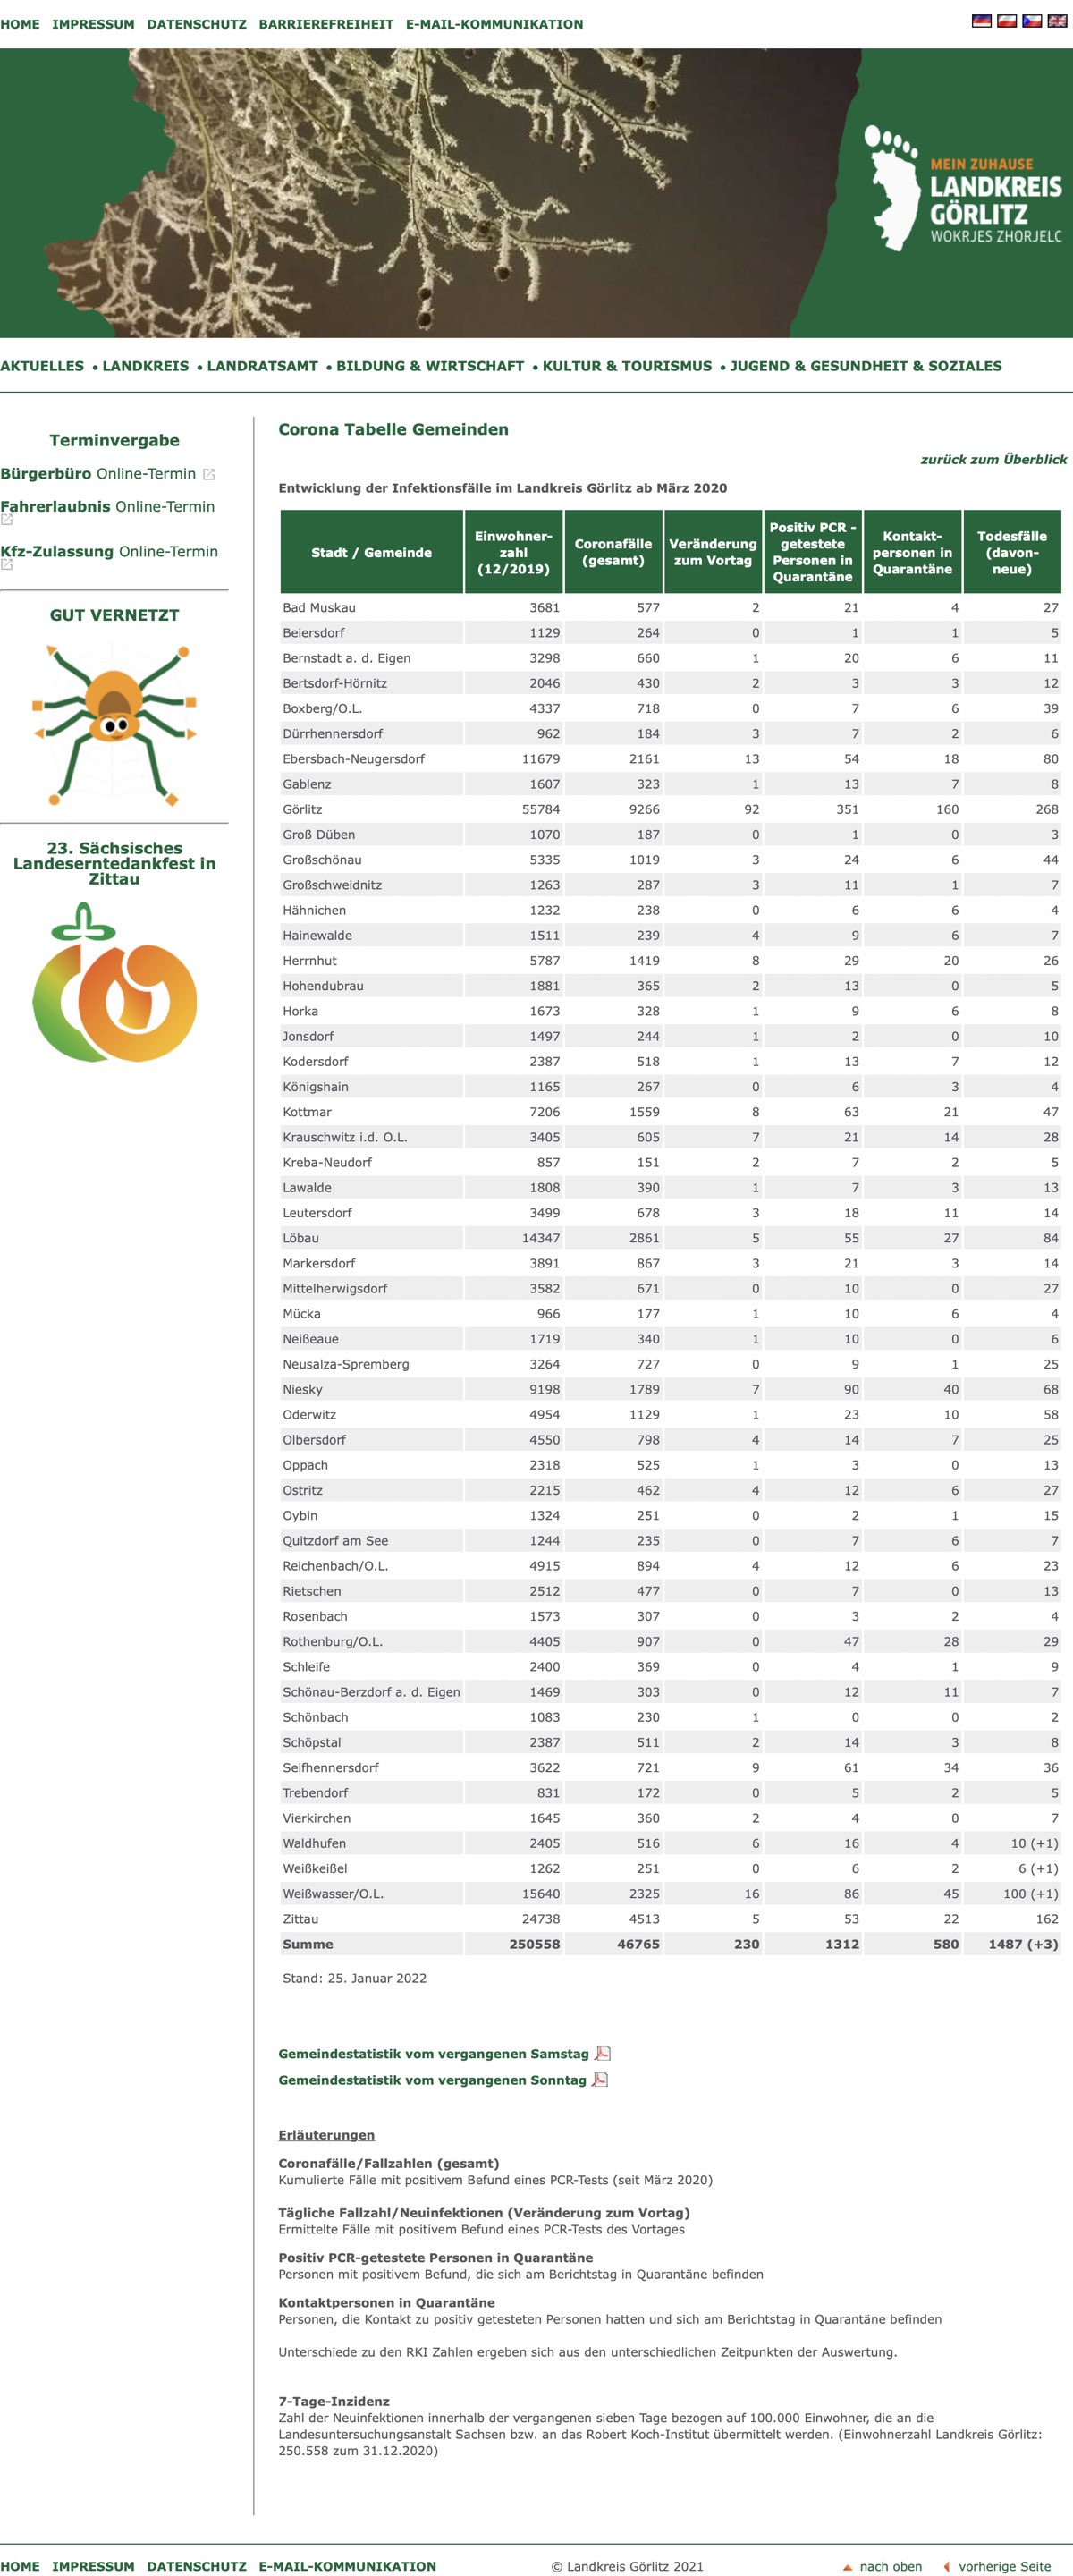 HOME IMPRESSUM DATENSCHUTZ BARRIEREFREIHEIT E-MAIL-KOMMUNIKATION
MEIN ZUHAUSE
LANDKREIS
GÖRLITZ
WOKRJES ZHORJELC
AKTUELLES • LANDKREIS • LANDRATSAMT • BILDUNG & WIRTSCHAFT • KULTUR & TOURISMUS • JUGEND & GESUNDHEIT & SOZIALES
Terminvergabe
Bürgerbüro Online-Termin
Fahrerlaubnis Online-Termin
Kfz-Zulassung Online-Termin
GUT VERNETZT
23. Sächsisches
Landeserntedankfest in
Zittau
Corona Tabelle Gemeinden
zurück zum Überblick
Entwicklung der Infektionsfälle im Landkreis Görlitz ab März 2020
Stadt / Gemeinde Einwohner-zahl (12/2019) Coronafälle (gesamt) Veränderung zum Vortag Positiv PCR - getestete Personen in Quarantäne Kontakt-personen in Quarantäne Todesfälle (davon-neue)
Bad Muskau 3681 577 2 21 4 27
Beiersdorf 1129 264 0 1 1 5
Bernstadt a. d. Eigen 3298 660 1 20 6 11
Bertsdorf-Hörnitz 2046 430 2 3 3 12
Boxberg/O.L. 4337 718 0 7 6 39
Dürrhennersdorf 962 184 3 7 2 6
Ebersbach-Neugersdorf 11679 2161 13 54 18 80
Gablenz 1607 323 1 13 7 8
Görlitz 55784 9266 92 351 160 268
Groß Düben 1070 187 0 1 0 3
Großschönau 5335 1019 3 24 6 44
Großschweidnitz 1263 287 3 11 1 7
Hähnichen 1232 238 0 6 6 4
Hainewalde 1511 239 4 9 6 7
Herrnhut 5787 1419 8 29 20 26
Hohendubrau 1881 365 2 13 0 5
Horka 1673 328 1 9 6 8
Jonsdorf 1497 244 1 2 0 10
Kodersdorf 2387 518 1 13 7 12
Königshain 1165 267 0 6 3 4
Kottmar 7206 1559 8 63 21 47
Krauschwitz i.d. O.L. 3405 605 7 21 14 28
Kreba-Neudorf 857 151 2 7 2 5
Lawalde 1808 390 1 7 3 13
Leutersdorf 3499 678 3 18 11 14
Löbau 14347 2861 5 55 27 84
Markersdorf 3891 867 3 21 3 14
Mittelherwigsdorf 3582 671 0 10 0 27
Mücka 966 177 1 10 6 4
Neißeaue 1719 340 1 10 0 6
Neusalza-Spremberg 3264 727 0 9 1 25
Niesky 9198 1789 7 90 40 68
Oderwitz 4954 1129 1 23 10 58
Olbersdorf 4550 798 4 14 7 25
Oppach 2318 525 1 3 0 13
Ostritz 2215 462 4 12 6 27
Oybin 1324 251 0 2 1 15
Quitzdorf am See 1244 235 0 7 6 7
Reichenbach/O.L. 4915 894 4 12 6 23
Rietschen 2512 477 0 7 0 13
Rosenbach 1573 307 0 3 2 4
Rothenburg/O.L. 4405 907 0 47 28 29
Schleife 2400 369 0 4 1 9
Schönau-Berzdorf a. d. Eigen 1469 303 0 12 11 7
Schönbach 1083 230 1 0 0 2
Schöpstal 2387 511 2 14 3 8
Seifhennersdorf 3622 721 9 61 34 36
Trebendorf 831 172 0 5 2 5
Vierkirchen 1645 360 2 4 0 7
Waldhufen 2405 516 6 16 4 10 (+1)
Weißkeißel 1262 251 0 6 2 6 (+1)
Weißwasser/O.L. 15640 2325 16 86 45 100 (+1)
Zittau 24738 4513 5 53 22 162
Summe 250558 46765 230 1312 580 1487 (+3)
Stand: 25. Januar 2022
Gemeindestatistik vom vergangenen Samstag
Gemeindestatistik vom vergangenen Sonntag
Erläuterungen
Coronafälle/Fallzahlen (gesamt)
Kumulierte Fälle mit positivem Befund eines PCR-Tests (seit März 2020)
Tägliche Fallzahl/Neuinfektionen (Veränderung zum Vortag)
Ermittelte Fälle mit positivem Befund eines PCR-Tests des Vortages
Positiv PCR-getestete Personen in Quarantäne
Personen mit positivem Befund, die sich am Berichtstag in Quarantäne befinden
Kontaktpersonen in Quarantäne
Personen, die Kontakt zu positiv getesteten Personen hatten und sich am Berichtstag in Quarantäne befinden
Unterschiede zu den RKI Zahlen ergeben sich aus den unterschiedlichen Zeitpunkten der Auswertung.
7-Tage-Inzidenz
Zahl der Neuinfektionen innerhalb der vergangenen sieben Tage bezogen auf 100.000 Einwohner, die an die
Landesuntersuchungsanstalt Sachsen bzw. an das Robert Koch-Institut übermittelt werden. (Einwohnerzahl Landkreis Görlitz:
250.558 zum 31.12.2020)
HOME IMPRESSUM DATENSCHUTZ E-MAIL-KOMMUNIKATION © Landkreis Görlitz 2021 nach oben vorherige Seite